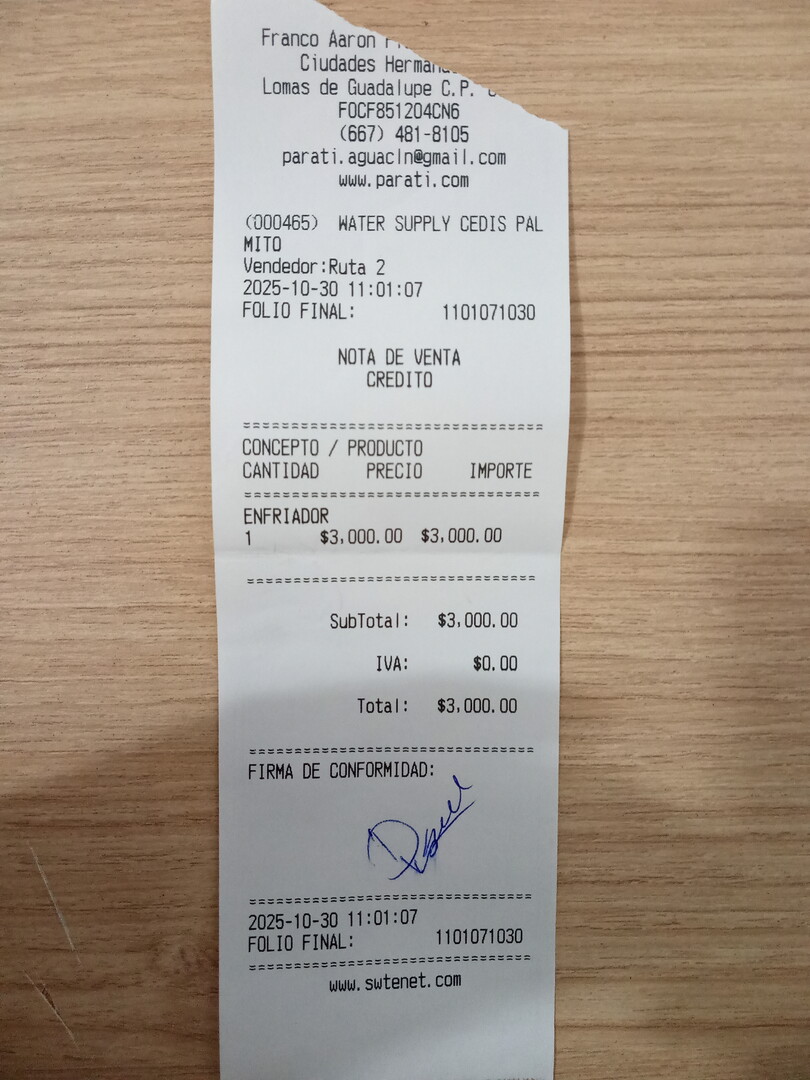 Franco Aaron
Ciudades
Lomas de Guadalupe C.P.
FOCF851204CN6
(667) 481-8105
parati.aguacln@gmail.com
www.parati.com
(000465) WATER SUPPLY CEDIS PAL
MITO
Vendedor:Ruta 2
2025-10-30 11:01:07
FOLIO FINAL: 1101071030
NOTA DE VENTA
CREDITO
CONCEPTO / PRODUCTO
CANTIDAD PRECIO IMPORTE
ENFRIADOR
1 $3,000.00 $3,000.00
SubTotal: $3,000.00
IVA: $0.00
Total: $3,000.00
FIRMA DE CONFORMIDAD:
2025-10-30 11:01:07
FOLIO FINAL: 1101071030
www.swtenet.com